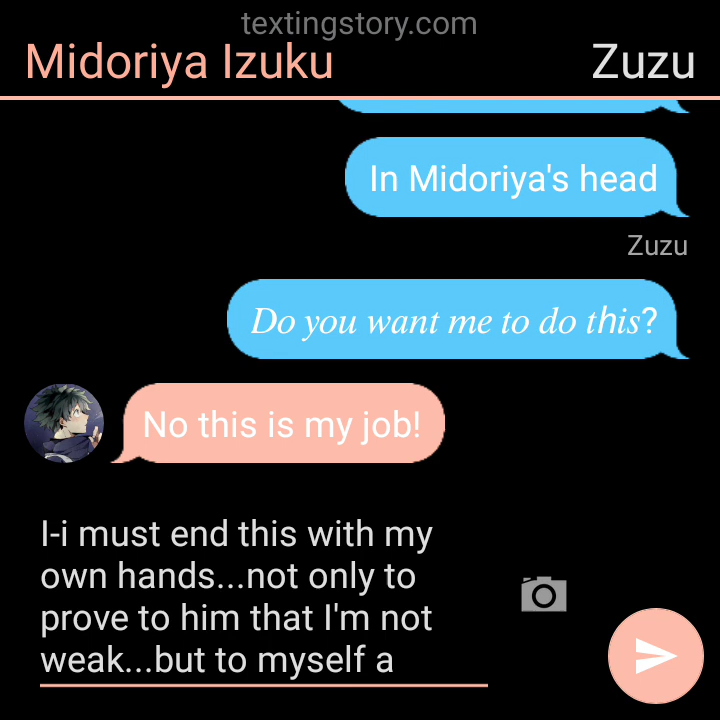 textingstory.com
Midoriya Izuku Zuzu
In Midoriya's head
Zuzu
Do you want me to do this?
No this is my job!
I-i must end this with my
own hands...not only to
prove to him that I'm not
weak...but to myself a